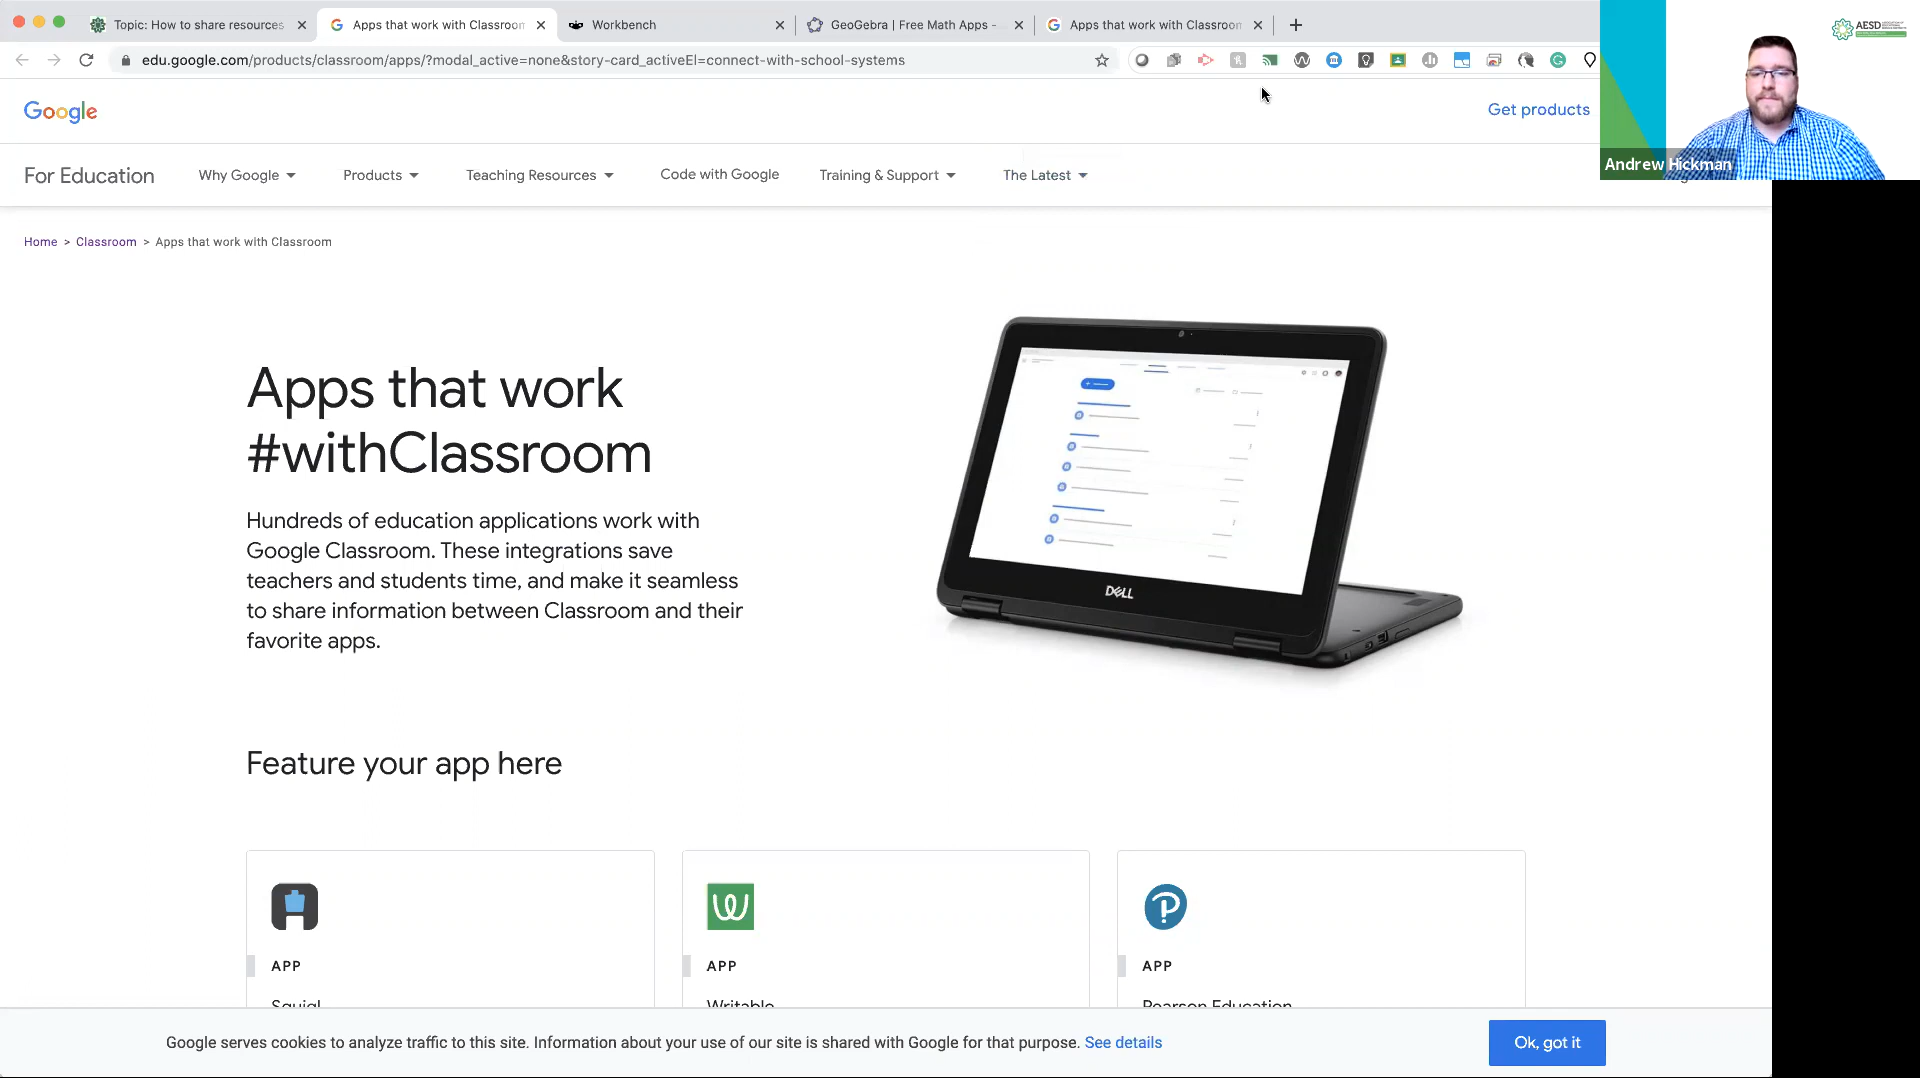 Topic: How to share resources
Apps that work with Classroom
Workbench
GeoGebra | Free Math Apps -
Apps that work with Classroom
edu.google.com/products/classroom/apps/?modal_active=none&story-card_activeEl=connect-with-school-systems
AESD
Google
Get products
Andrew Hickman
For Education
Why Google
Products
Teaching Resources
Code with Google
Training & Support
The Latest
Home > Classroom > Apps that work with Classroom
Apps that work
#withClassroom
Hundreds of education applications work with
Google Classroom. These integrations save
teachers and students time, and make it seamless
to share information between Classroom and their
favorite apps.
DELL
Feature your app here
APP
APP
APP
Squigl
Writable
Pearson Education
Google serves cookies to analyze traffic to this site. Information about your use of our site is shared with Google for that purpose. See details
Ok, got it